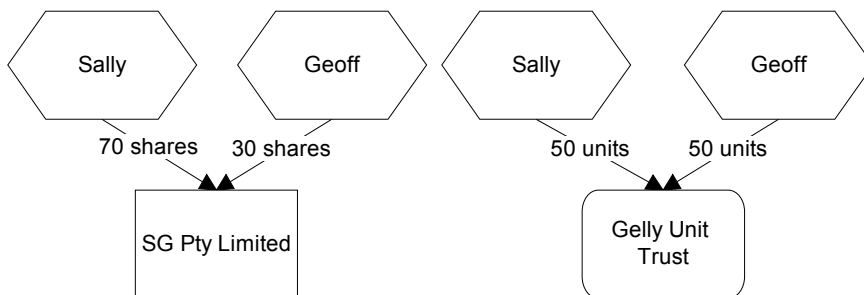 Sally
Geoff
Sally
Geoff
70 shares
30 shares
50 units
50 units
SG Pty Limited
Gelly Unit
Trust